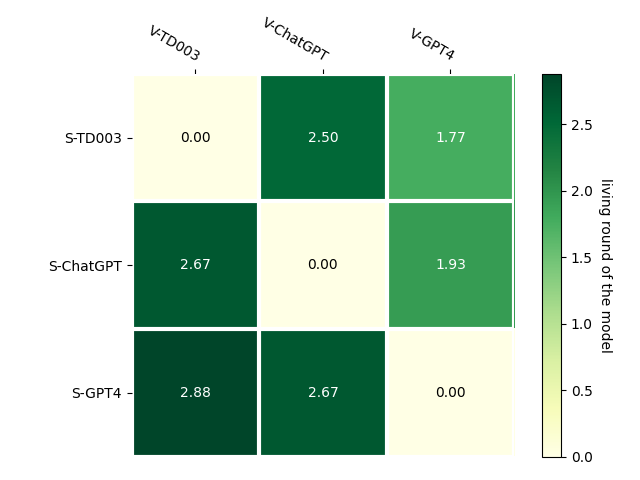 V-TD003 V-ChatGPT V-GPT4
S-TD003 0.00 2.50 1.77
S-ChatGPT 2.67 0.00 1.93
S-GPT4 2.88 2.67 0.00
2.5
2.0
1.5
1.0
0.5
0.0
living round of the model